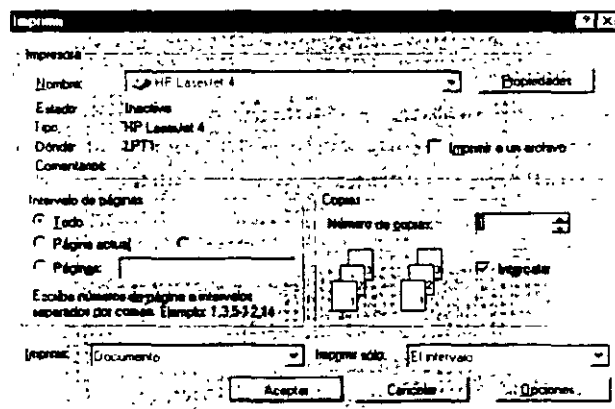 Imprimir
Impresora
Nombre: HP LaserJet 4 Propiedades
Estado: Inactiva
Tipo: HP LaserJet 4
Dónde: LPT1:
Imprimir a un archivo
Comentarios:
Intervalo de páginas
Todo
Página actual
Páginas:
Escriba números de página e intervalos
separados por comas. Ejemplo: 1,3,5-12,14
Copias
Número de copias: 1
Intercalar
Imprimir: Documento Imprimir sólo: El intervalo
Aceptar Cancelar Opciones